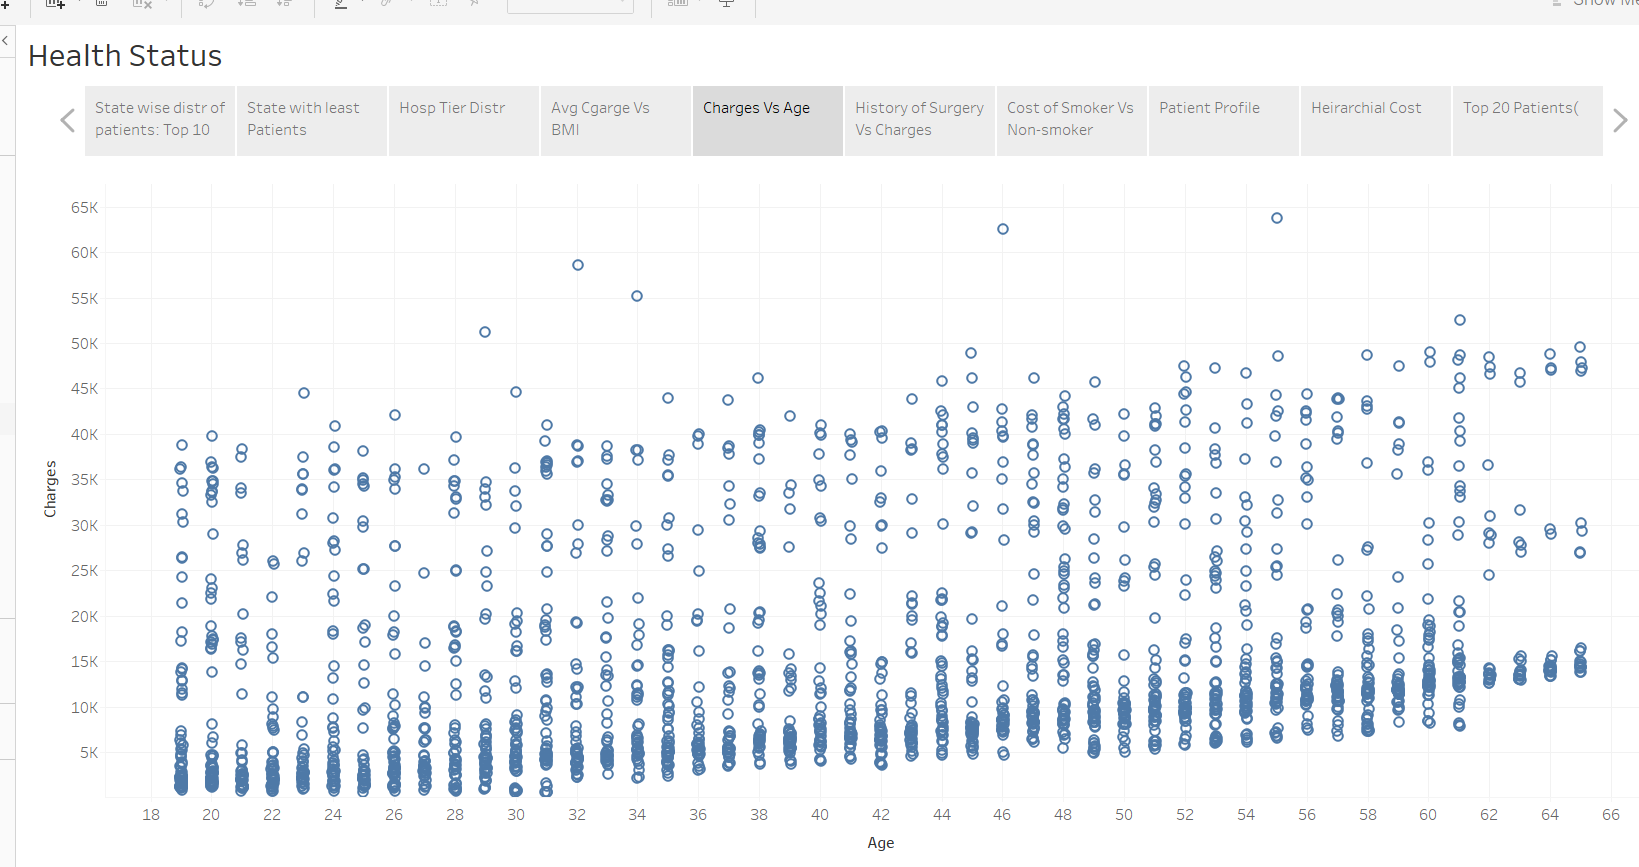 Health Status
State wise distr of
patients: Top 10
State with least
Patients
Hosp Tier Distr
Avg Cgarge Vs
BMI
Charges Vs Age
History of Surgery
Vs Charges
Cost of Smoker Vs
Non-smoker
Patient Profile
Heirarchial Cost
Top 20 Patients(
65K
60K
55K
50K
45K
40K
35K
30K
25K
20K
15K
10K
5K
Charges
18 20 22 24 26 28 30 32 34 36 38 40 42 44 46 48 50 52 54 56 58 60 62 64 66
Age